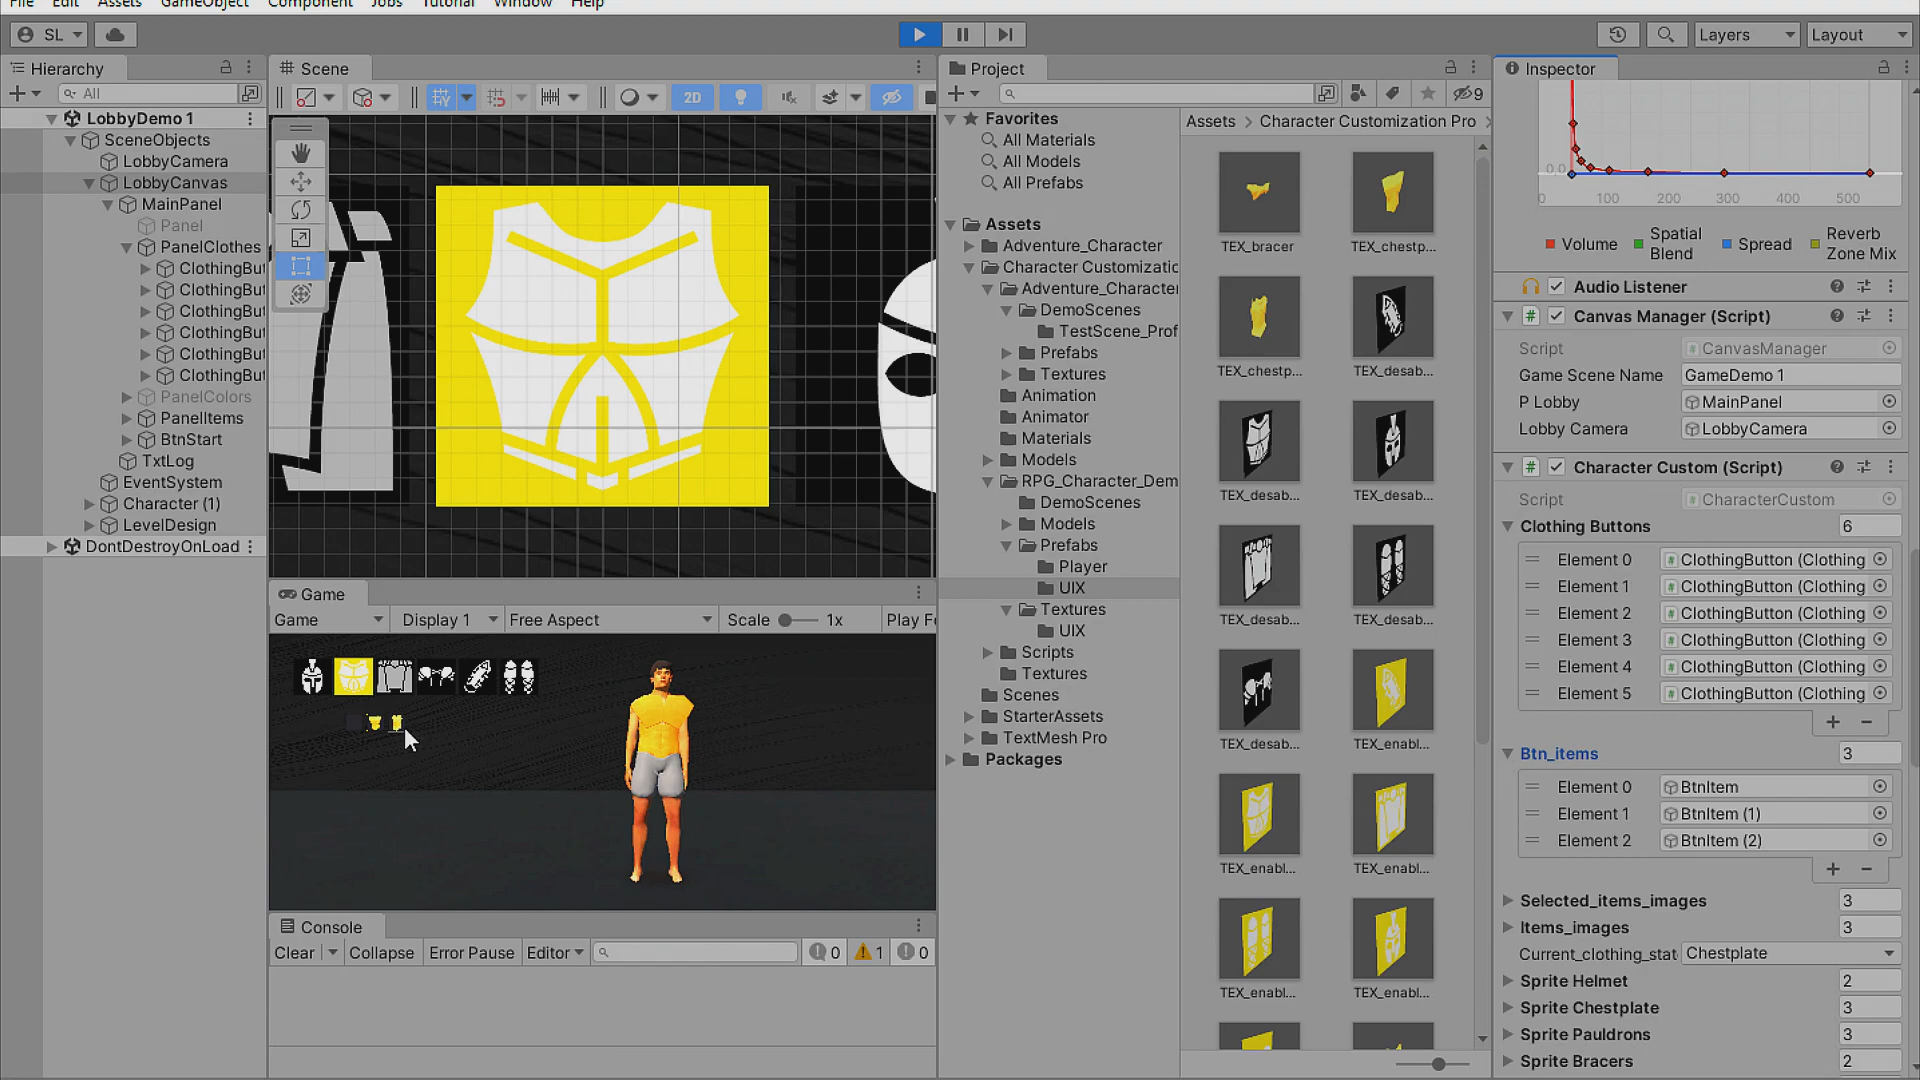 File Edit Assets GameObject Component Jobs Tutorial Window Help
SL
Layers
Layout
Hierarchy
All
LobbyDemo 1
SceneObjects
LobbyCamera
LobbyCanvas
MainPanel
Panel
PanelClothes
ClothingBut
ClothingBut
ClothingBut
ClothingBut
ClothingBut
ClothingBut
PanelColors
PanelItems
BtnStart
TxtLog
EventSystem
Character (1)
LevelDesign
DontDestroyOnLoad
Scene
2D
Game
Game Display 1 Free Aspect Scale 1x Play Fo
Console
Clear Collapse Error Pause Editor 0 1 0
Project
9
Favorites
All Materials
All Models
All Prefabs
Assets
Adventure_Character
Character Customizatic
Adventure_Character
DemoScenes
TestScene_Prof
Prefabs
Textures
Animation
Animator
Materials
Models
RPG_Character_Dem
DemoScenes
Models
Prefabs
Player
UIX
Textures
UIX
Scripts
Textures
Scenes
StarterAssets
TextMesh Pro
Packages
Assets > Character Customization Pro >
TEX_bracer TEX_chestp...
TEX_chestp... TEX_desab...
TEX_desab... TEX_desab...
TEX_desab... TEX_desab...
TEX_desab... TEX_enabl...
TEX_enabl... TEX_enabl...
TEX_enabl... TEX_enabl...
Inspector
0.0
0 100 200 300 400 500
Volume Spatial Blend Spread Reverb Zone Mix
Audio Listener
Canvas Manager (Script)
Script CanvasManager
Game Scene Name GameDemo 1
P Lobby MainPanel
Lobby Camera LobbyCamera
Character Custom (Script)
Script CharacterCustom
Clothing Buttons 6
Element 0 ClothingButton (Clothing
Element 1 ClothingButton (Clothing
Element 2 ClothingButton (Clothing
Element 3 ClothingButton (Clothing
Element 4 ClothingButton (Clothing
Element 5 ClothingButton (Clothing
Btn_items 3
Element 0 BtnItem
Element 1 BtnItem (1)
Element 2 BtnItem (2)
Selected_items_images 3
Items_images 3
Current_clothing_stat Chestplate
Sprite Helmet 2
Sprite Chestplate 3
Sprite Pauldrons 3
Sprite Bracers 2